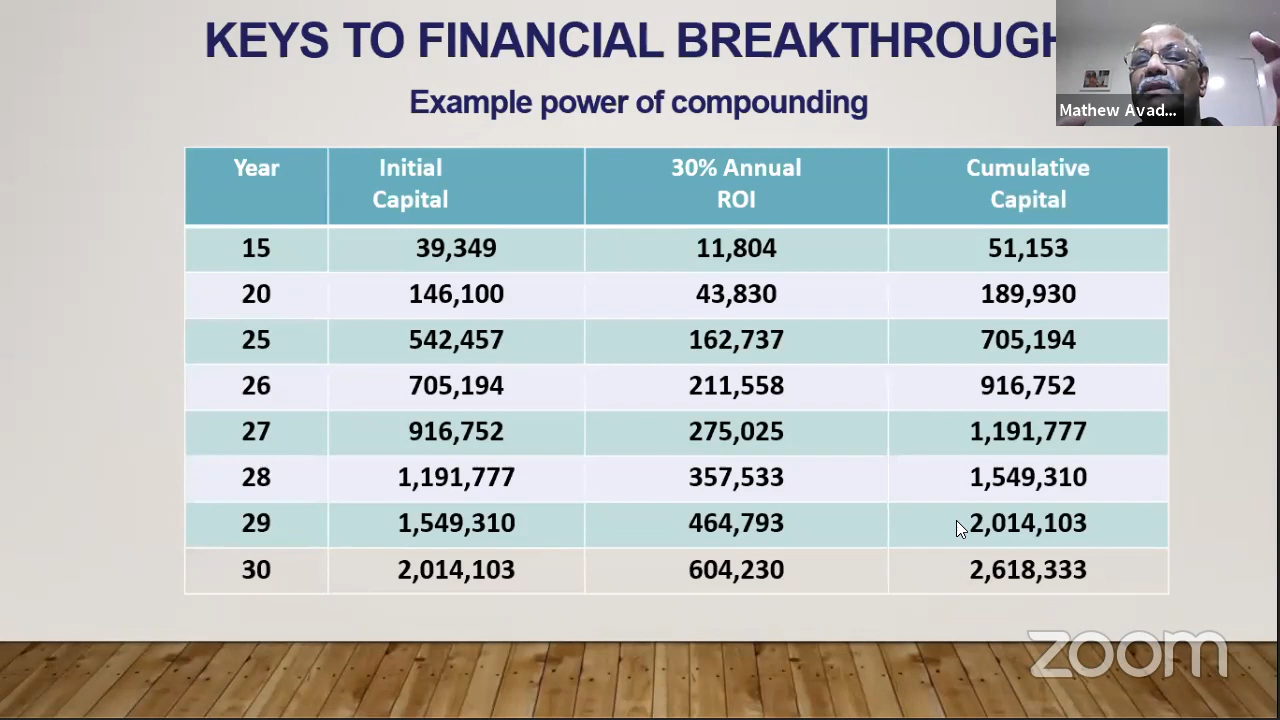 KEYS TO FINANCIAL BREAKTHROUGH
Example power of compounding
Mathew Avad...
Year Initial Capital 30% Annual ROI Cumulative Capital
15 39,349 11,804 51,153
20 146,100 43,830 189,930
25 542,457 162,737 705,194
26 705,194 211,558 916,752
27 916,752 275,025 1,191,777
28 1,191,777 357,533 1,549,310
29 1,549,310 464,793 2,014,103
30 2,014,103 604,230 2,618,333
zoom